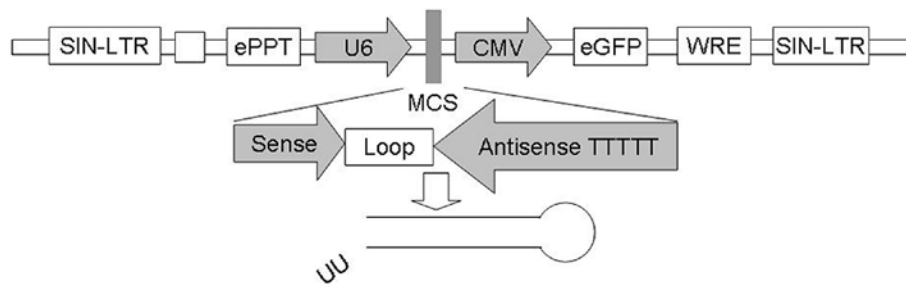 SIN-LTR ePPT U6 CMV eGFP WRE SIN-LTR
MCS
Sense Loop Antisense TTTTT
UU